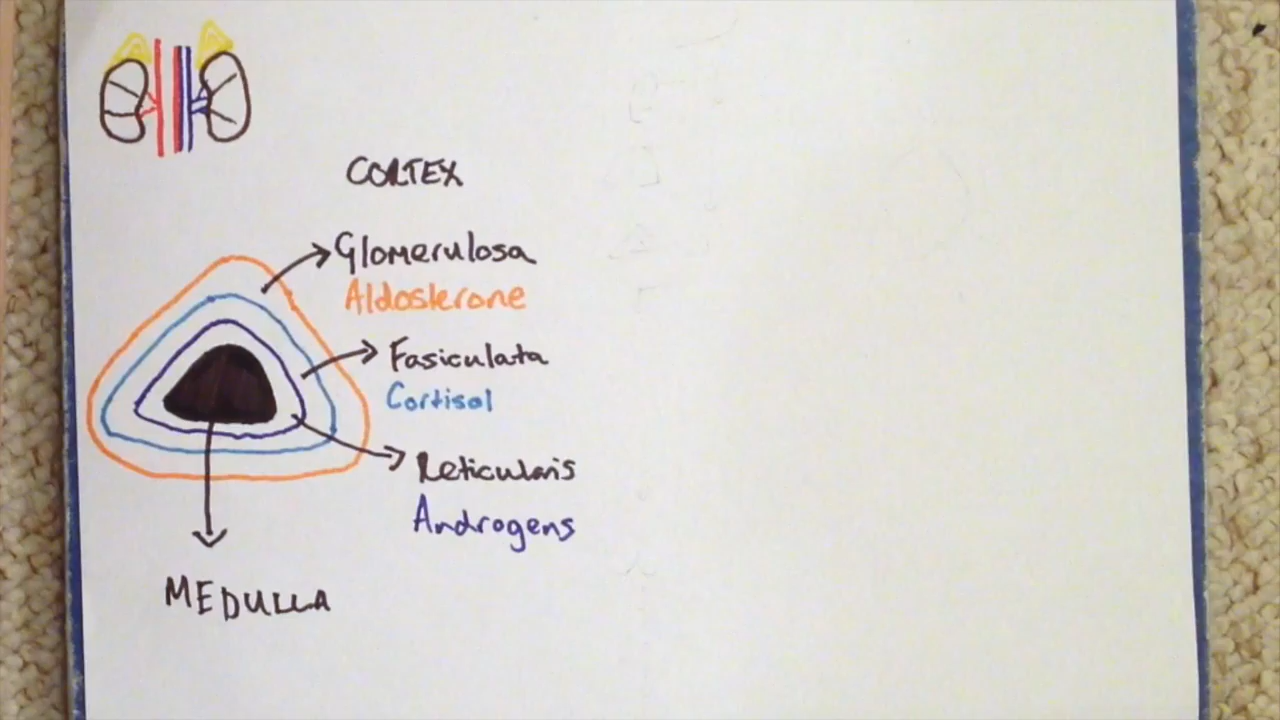 CORTEX
Glomerulosa
Aldosterone
Fasiculata
Cortisol
Reticularis
Androgens
MEDULLA